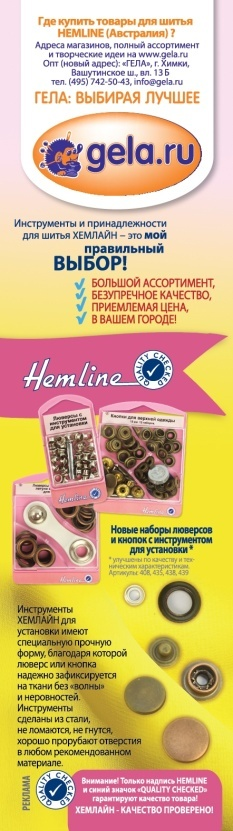 Где купить товары для шитья
HEMLINE (Австралия) ?
Адреса магазинов, полный ассортимент
и творческие идеи на www.gela.ru
Опт (новый адрес): «ГЕЛА», г. Химки,
Вашутинское ш., вл. 13 Б
тел. (495) 742-50-43, info@gela.ru
ГЕЛА: ВЫБИРАЯ ЛУЧШЕЕ
gela.ru
Инструменты и принадлежности
для шитья ХЕМЛАЙН – это мой
правильный
ВЫБОР!
БОЛЬШОЙ АССОРТИМЕНТ,
БЕЗУПРЕЧНОЕ КАЧЕСТВО,
ПРИЕМЛЕМАЯ ЦЕНА,
В ВАШЕМ ГОРОДЕ!
Hemline
QUALITY CHECKED
Люверсы с
инструментом
для установки
Кнопки для верхней одежды
Hemline
Hemline
Новые наборы люверсов
и кнопок с инструментом
для установки *
* улучшены по качеству и тех-
ническим характеристикам.
Артикулы: 408, 435, 438, 439
Инструменты
ХЕМЛАЙН для
установки имеют
специальную прочную
форму, благодаря которой
люверс или кнопка
надежно зафиксируется
на ткани без «волны»
и неровностей.
Инструменты
сделаны из стали,
не ломаются, не гнутся,
хорошо прорубают отверстия
в любом рекомендованном
материале.
РЕКЛАМА
QUALITY CHECKED
Внимание! Только надпись HEMLINE
и синий значок «QUALITY CHECKED»
гарантируют качество товара!
ХЕМЛАЙН - КАЧЕСТВО ПРОВЕРЕНО!